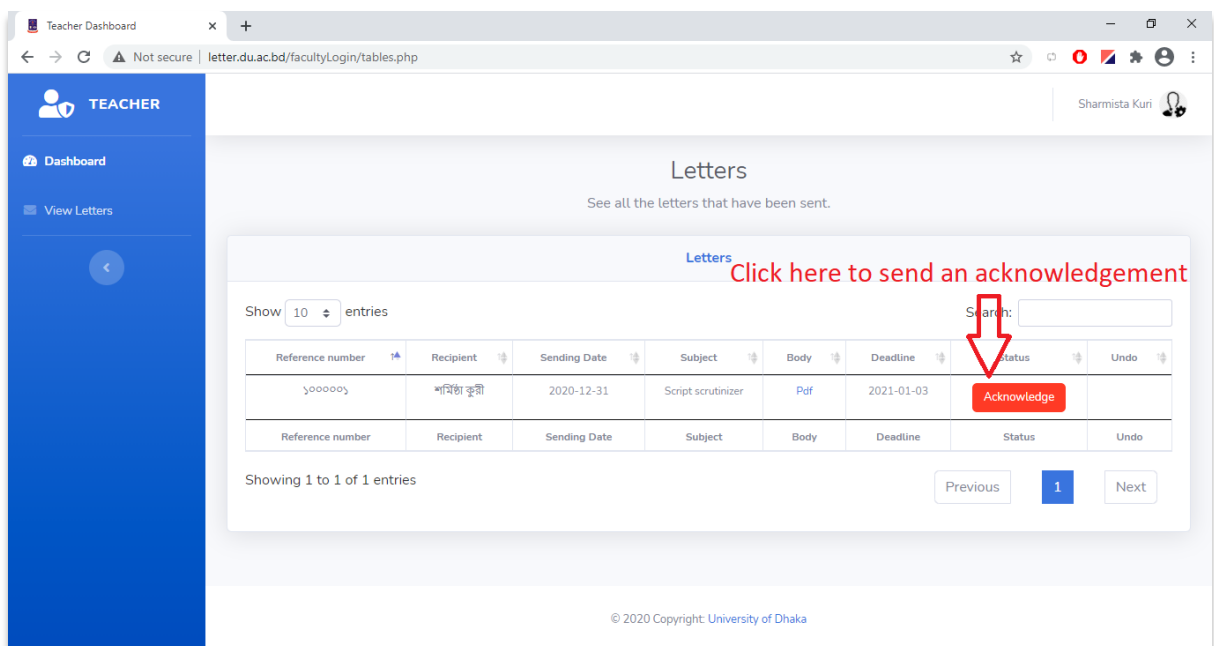 Teacher Dashboard
Not secure | letter.du.ac.bd/facultyLogin/tables.php
TEACHER
Sharmista Kuri
Dashboard
View Letters
Letters
See all the letters that have been sent.
Letters
Click here to send an acknowledgement
Show 10 entries
Search:
Reference number Recipient Sending Date Subject Body Deadline Status Undo
১০০০০০১ শর্মিষ্ঠা কুরী 2020-12-31 Script scrutinizer Pdf 2021-01-03 Acknowledge
Reference number Recipient Sending Date Subject Body Deadline Status Undo
Showing 1 to 1 of 1 entries
Previous 1 Next
© 2020 Copyright: University of Dhaka